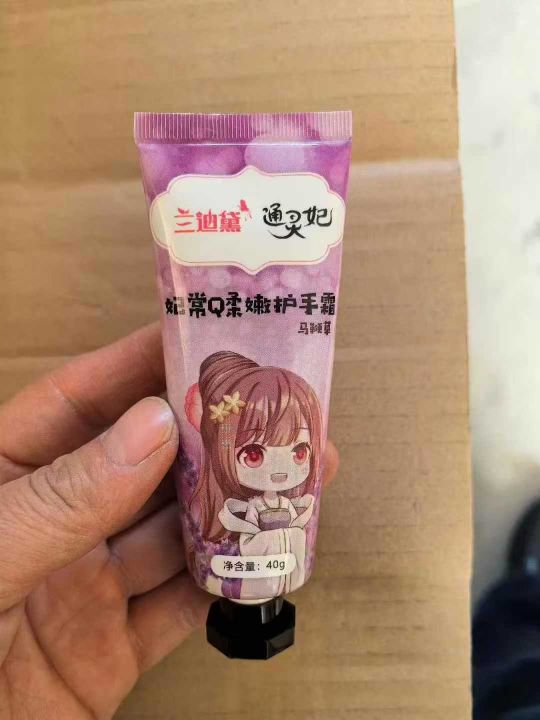 兰迪黛 通灵妃
妃常Q柔嫩护手霜
马鞭草
净含量：40g